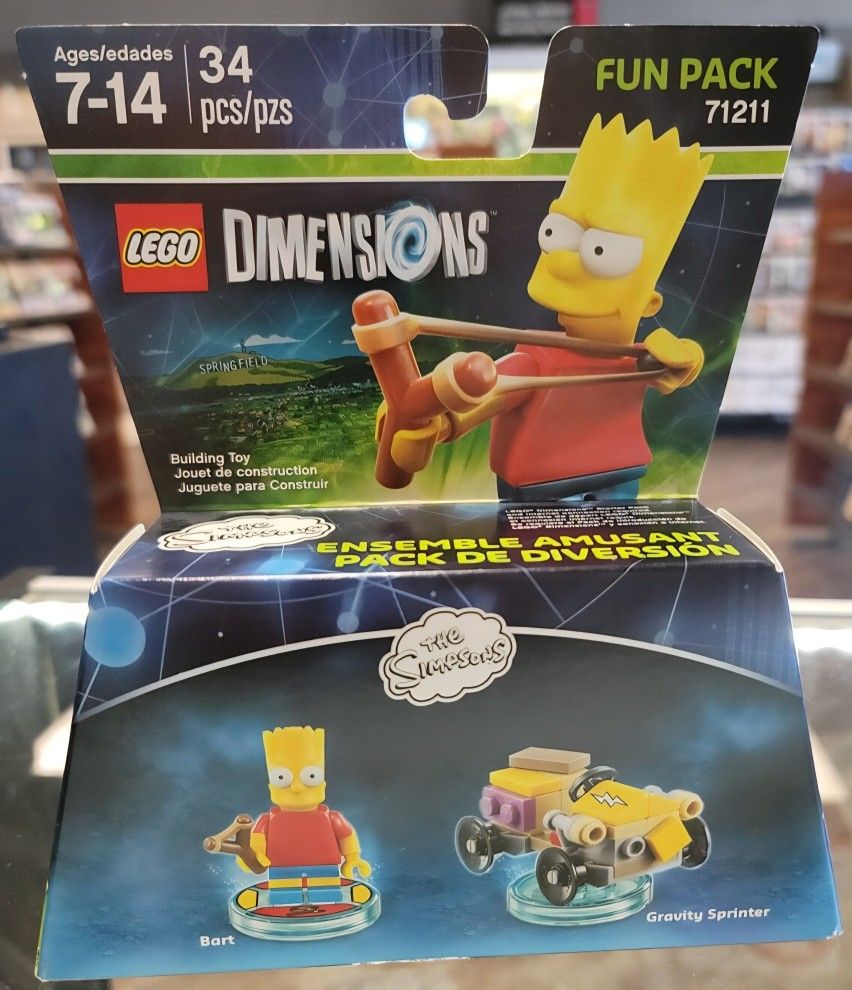 Ages/edades
7-14
34
pcs/pzs
FUN PACK
71211
LEGO
DIMENSIONS™
SPRINGFIELD
Building Toy
Jouet de construction
Juguete para Construir
THE
SIMPSONS
ENSEMBLE AMUSANT
PACK DE DIVERSIÓN
THE
SIMPSONS
Bart
Gravity Sprinter